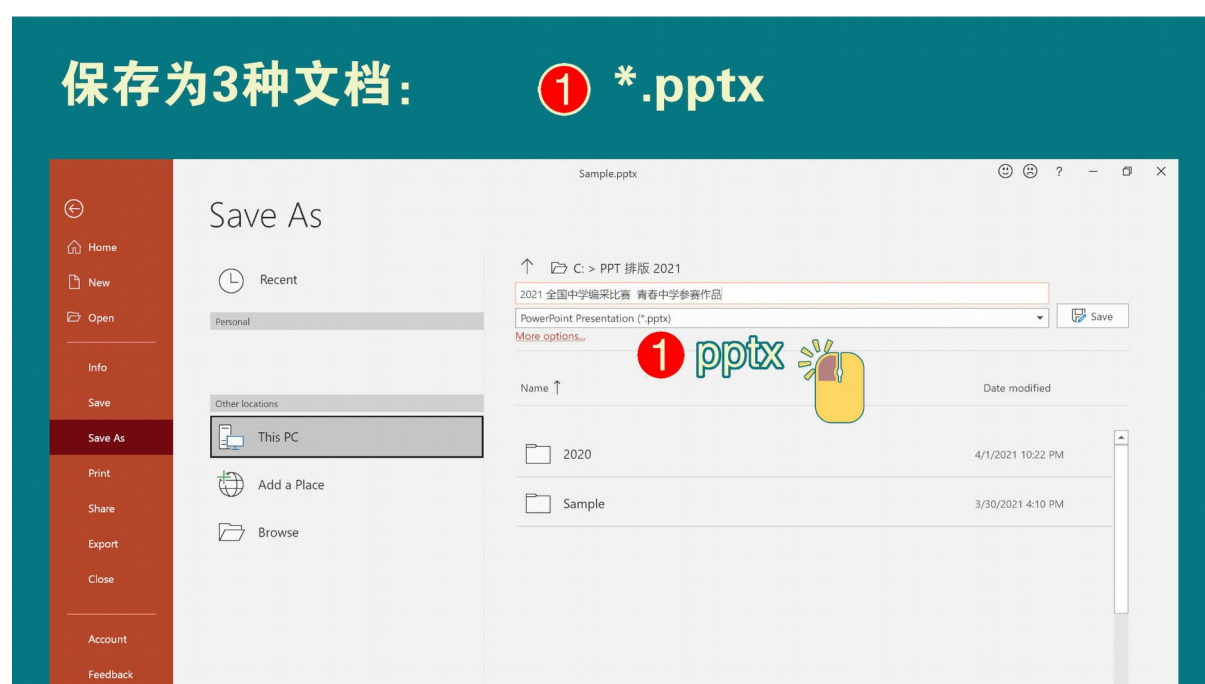 保存为3种文档：
1 *.pptx
Sample.pptx
?
Save As
Home
New
Open
Info
Save
Save As
Print
Share
Export
Close
Account
Feedback
Recent
Personal
Other locations
This PC
Add a Place
Browse
C: > PPT 排版 2021
2021 全国中学编采比赛 青春中学参赛作品
PowerPoint Presentation (*.pptx)
Save
More options...
1 pptx
Name ↑
Date modified
2020
4/1/2021 10:22 PM
Sample
3/30/2021 4:10 PM